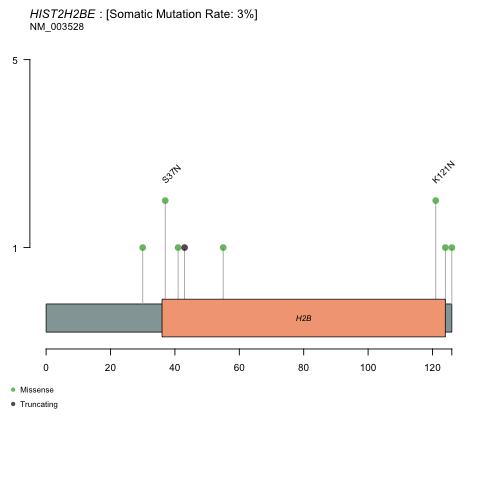 HIST2H2BE : [Somatic Mutation Rate: 3%]
NM_003528
5
S37N
K121N
1
H2B
0 20 40 60 80 100 120
Missense
Truncating